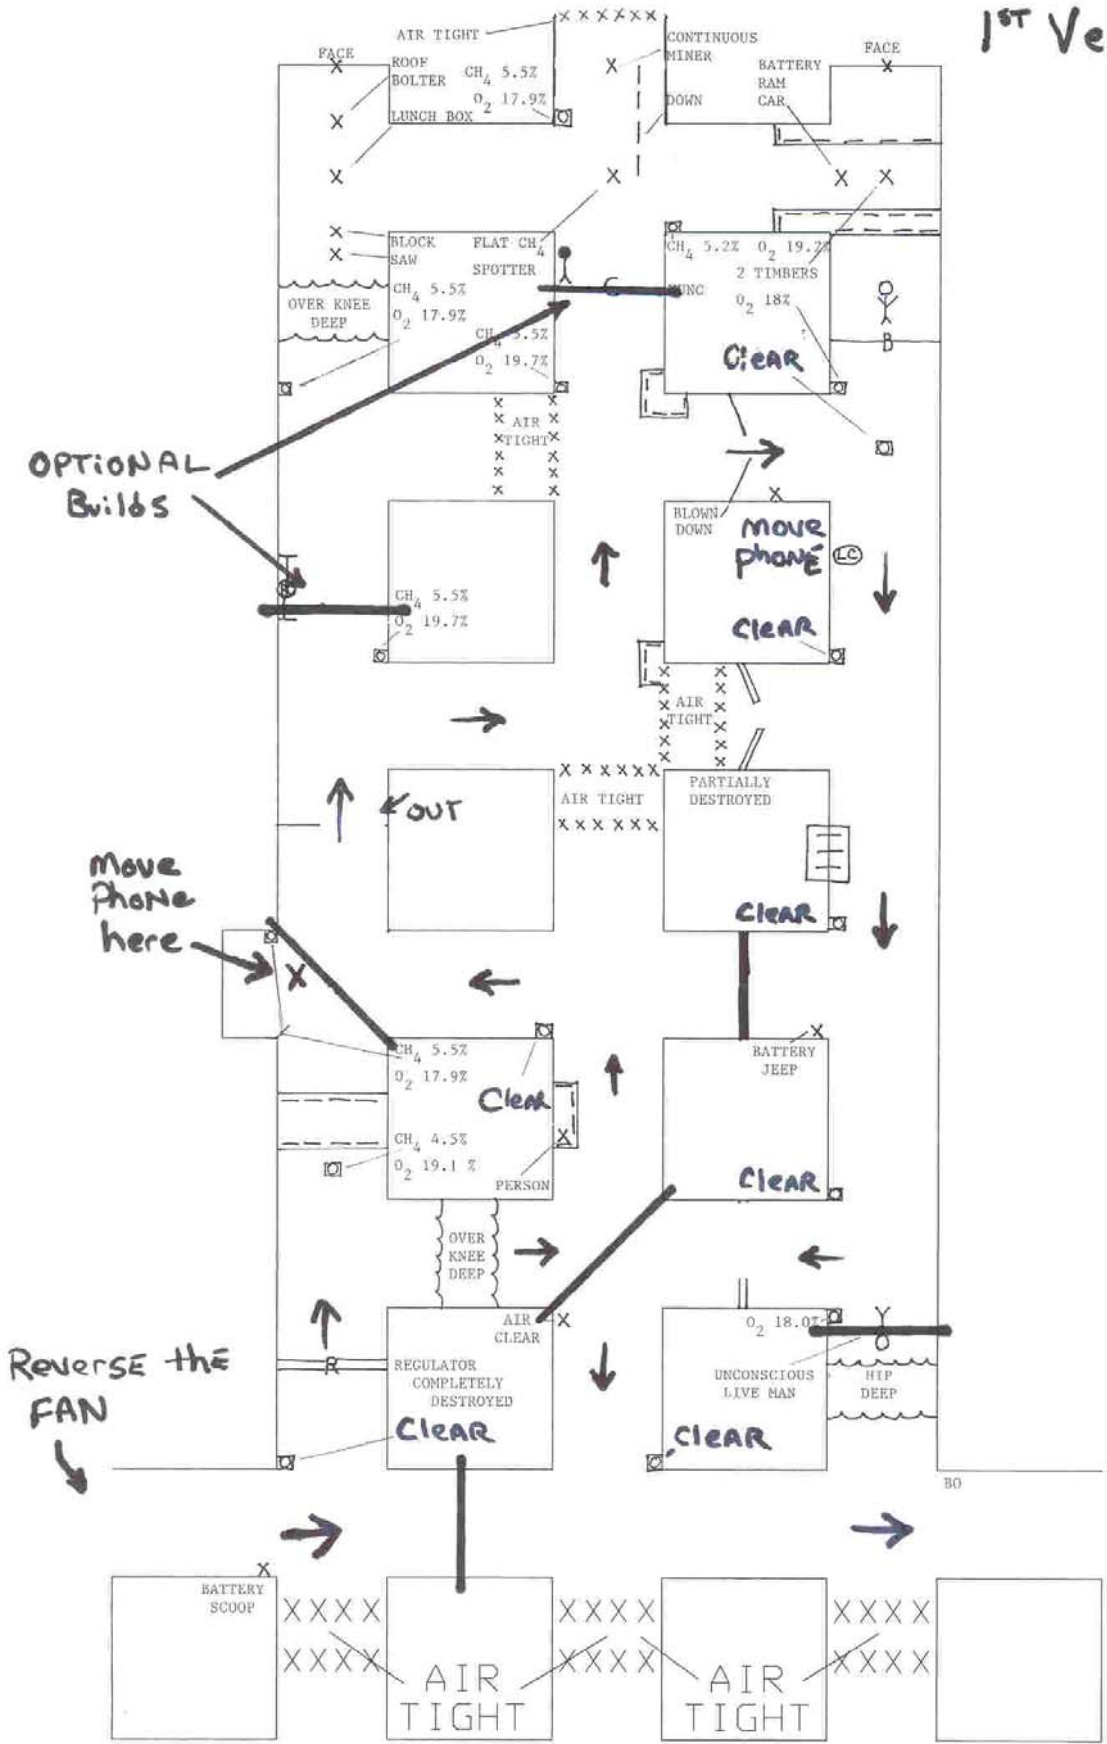 1ST Ve
AIR TIGHT
CONTINUOUS
MINER
FACE
FACE
ROOF
BOLTER
CH4 5.5%
O2 17.9%
BATTERY
RAM
CAR
LUNCH BOX
DOWN
BLOCK
SAW
FLAT CH4
SPOTTER
CH4 5.2% O2 19.2%
2 TIMBERS
O2 18%
OVER KNEE
DEEP
CH4 5.5%
O2 17.9%
C
CH4 5.5%
O2 19.7%
CleAR
B
AIR
TIGHT
OPTiONAL
Builds
BLOWN
DOWN
Move
phoNE
LC
CleAR
CH4 5.5%
O2 19.7%
AIR
TIGHT
AIR TIGHT
PARTIALLY
DESTROYED
OUT
Move
PhoNe
here
X
CleAR
CH4 5.5%
O2 17.9%
CleAR
BATTERY
JEEP
CH4 4.5%
O2 19.1 %
PERSON
CleAR
OVER
KNEE
DEEP
AIR
CLEAR
O2 18.0%
Reverse the
FAN
R
REGULATOR
COMPLETELY
DESTROYED
CleAR
UNCONSCIOUS
LIVE MAN
HIP
DEEP
CleAR
BO
BATTERY
SCOOP
AIR
TIGHT
AIR
TIGHT